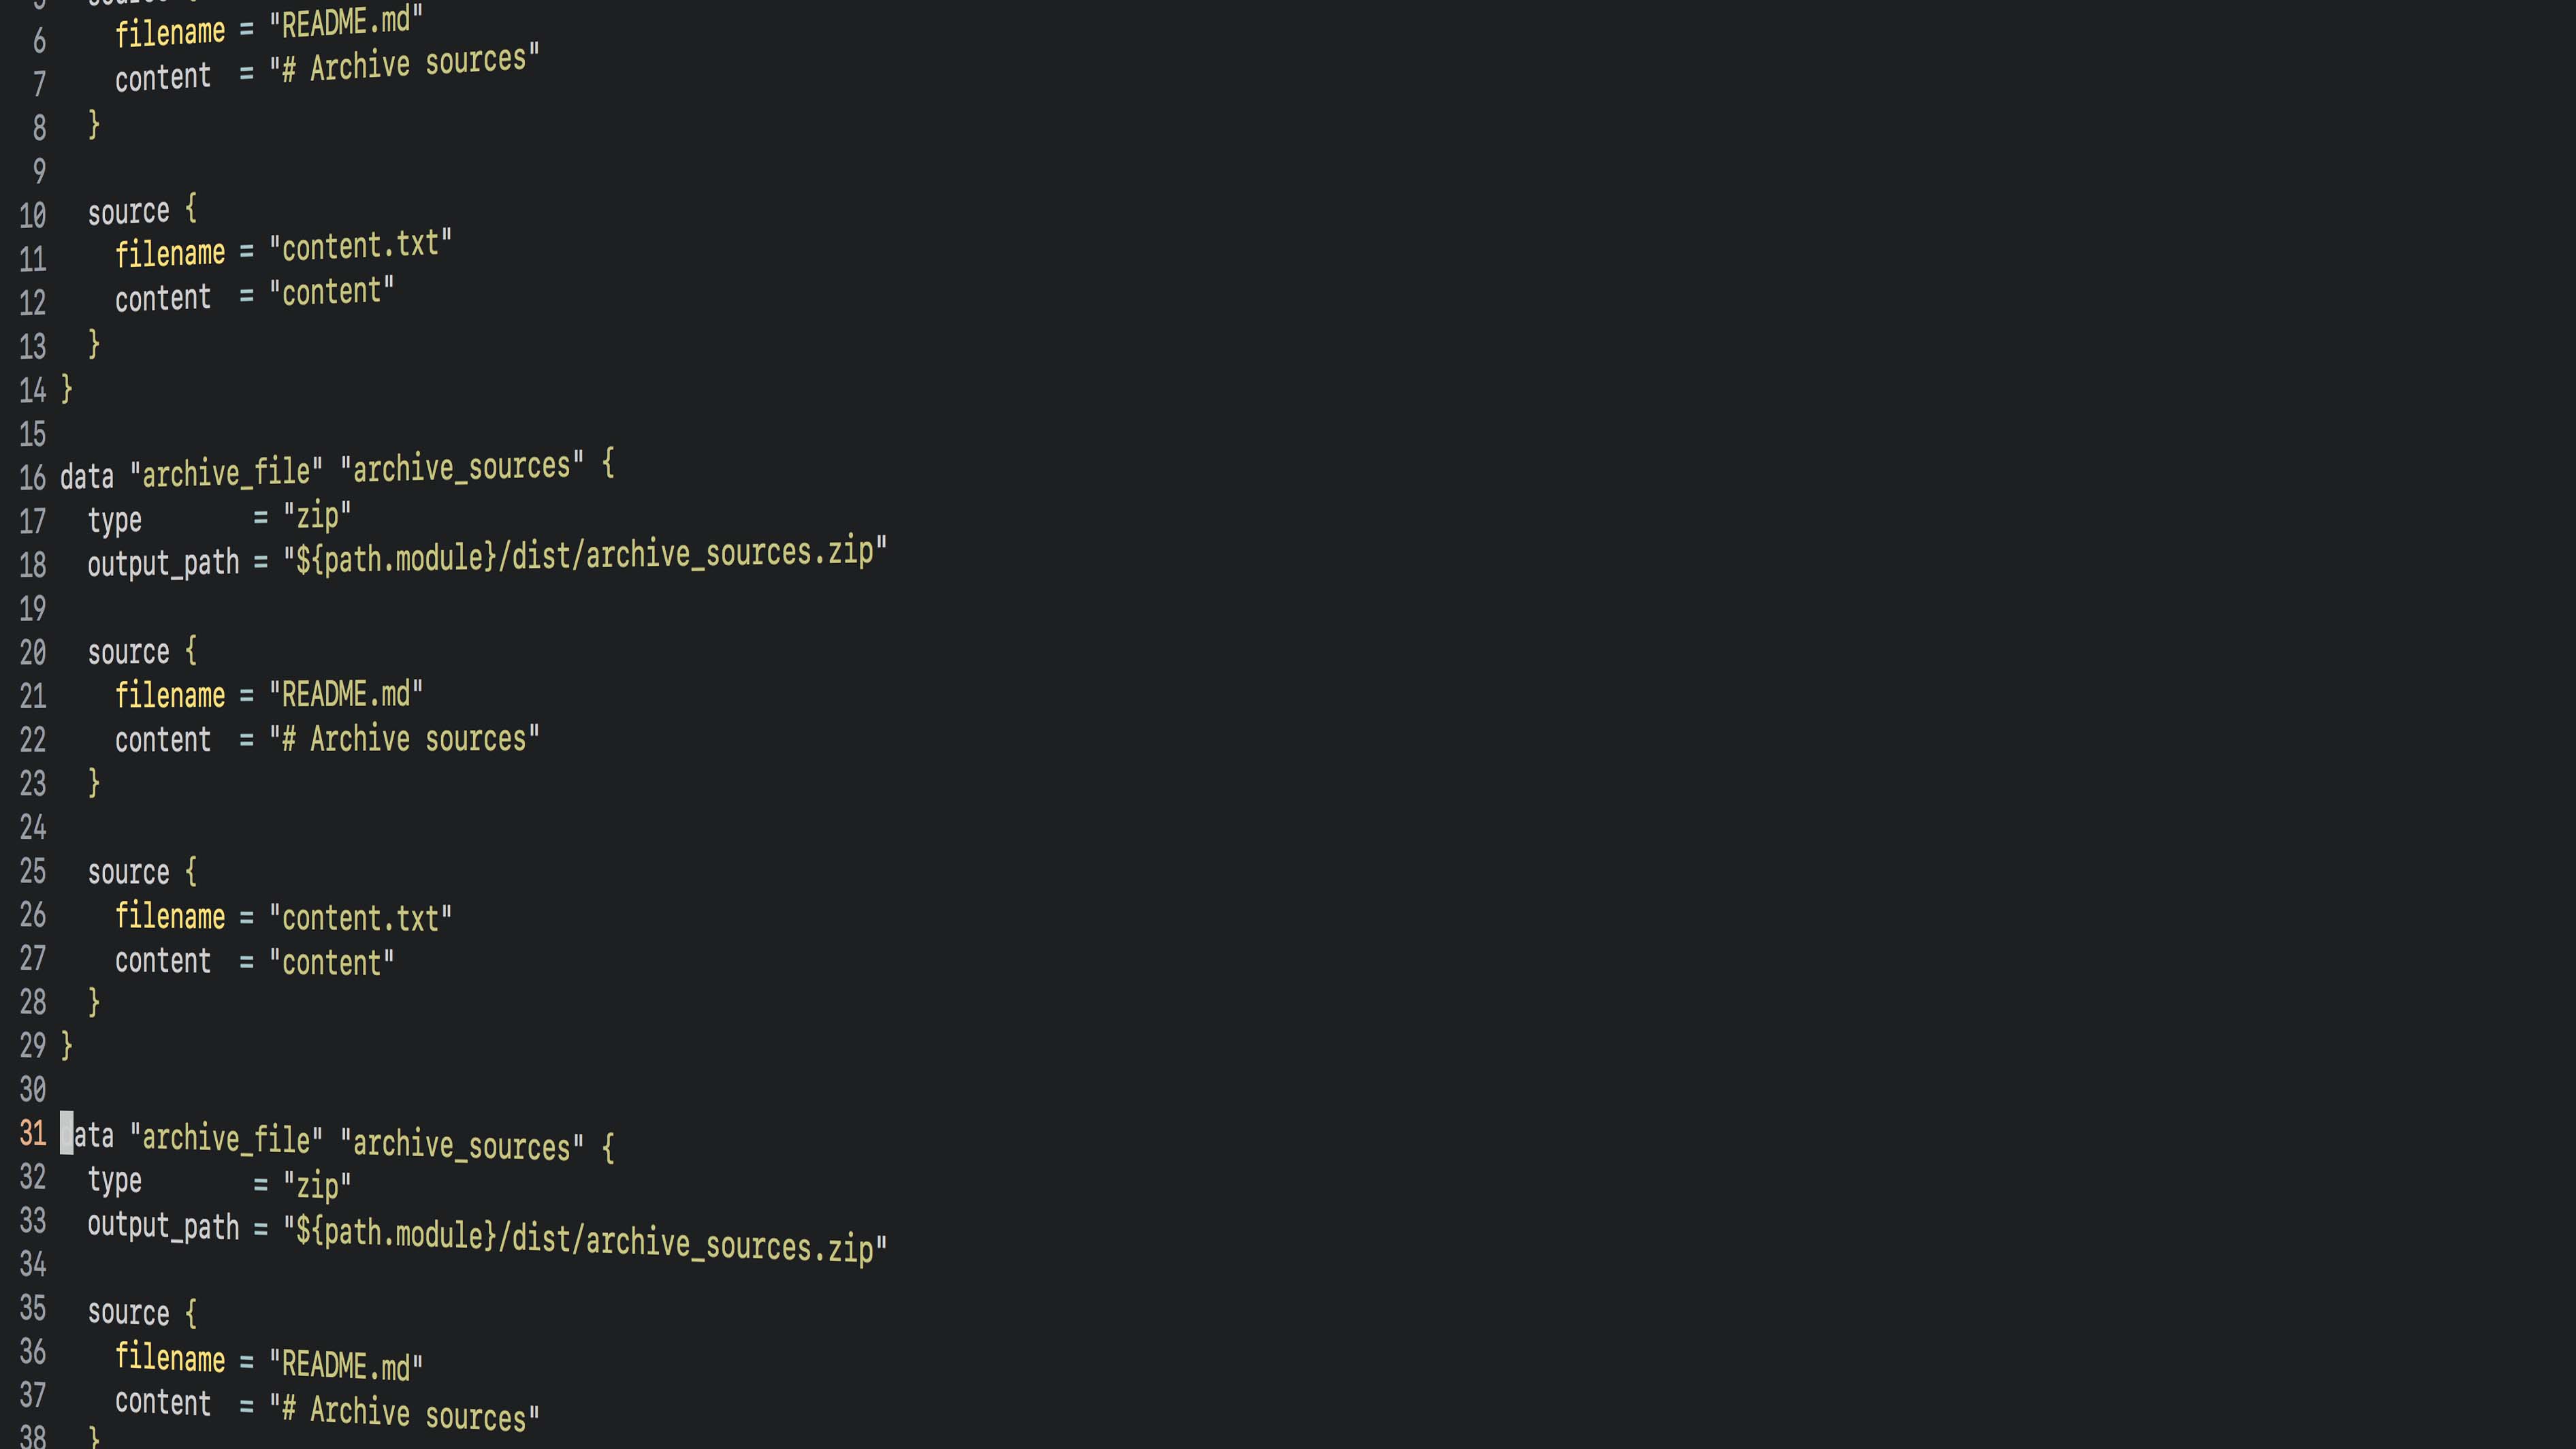 5   source {
6     filename = "README.md"
7     content  = "# Archive sources"
8   }
9
10   source {
11     filename = "content.txt"
12     content  = "content"
13   }
14 }
15
16 data "archive_file" "archive_sources" {
17   type        = "zip"
18   output_path = "${path.module}/dist/archive_sources.zip"
19
20   source {
21     filename = "README.md"
22     content  = "# Archive sources"
23   }
24
25   source {
26     filename = "content.txt"
27     content  = "content"
28   }
29 }
30
31 data "archive_file" "archive_sources" {
32   type        = "zip"
33   output_path = "${path.module}/dist/archive_sources.zip"
34
35   source {
36     filename = "README.md"
37     content  = "# Archive sources"
38   }